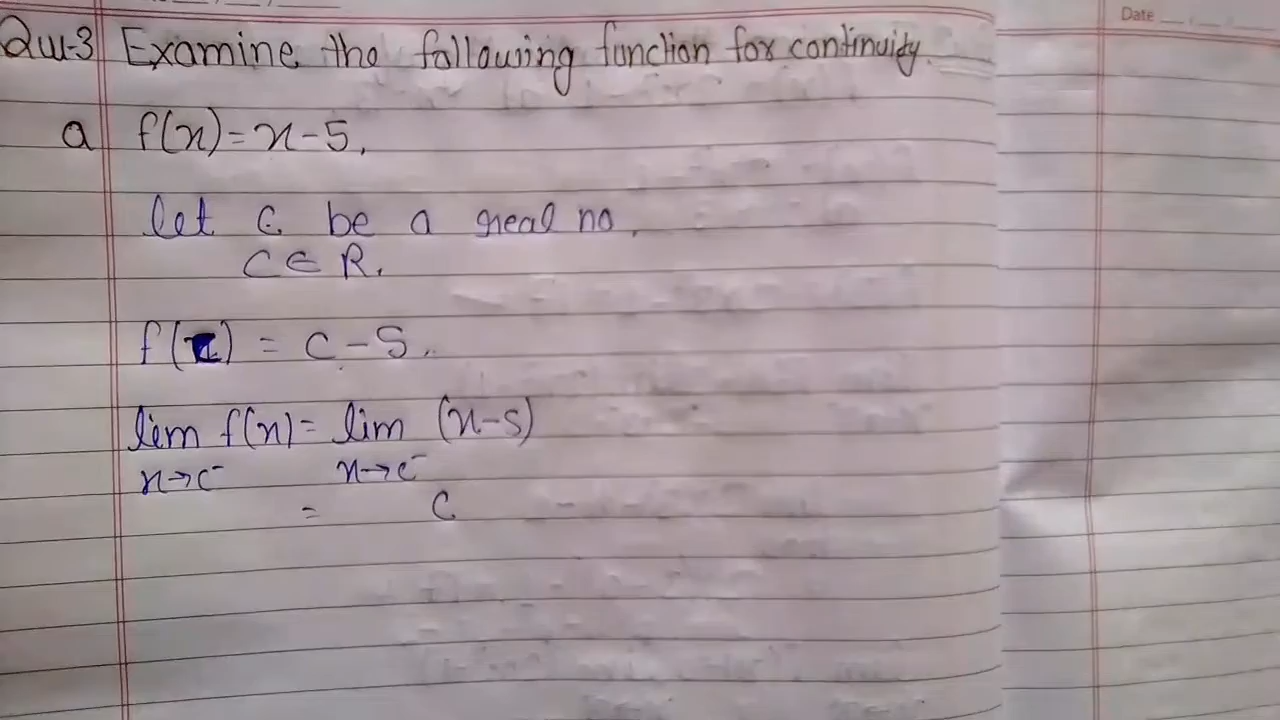 Qu-3 Examine the following function for continuity.
Date
a f(x)=x-5,
let C be a real no,
C∈ R.
f(c) = c-5.
lim f(x)= lim (x-5)
x→c⁻ x→c⁻
= C